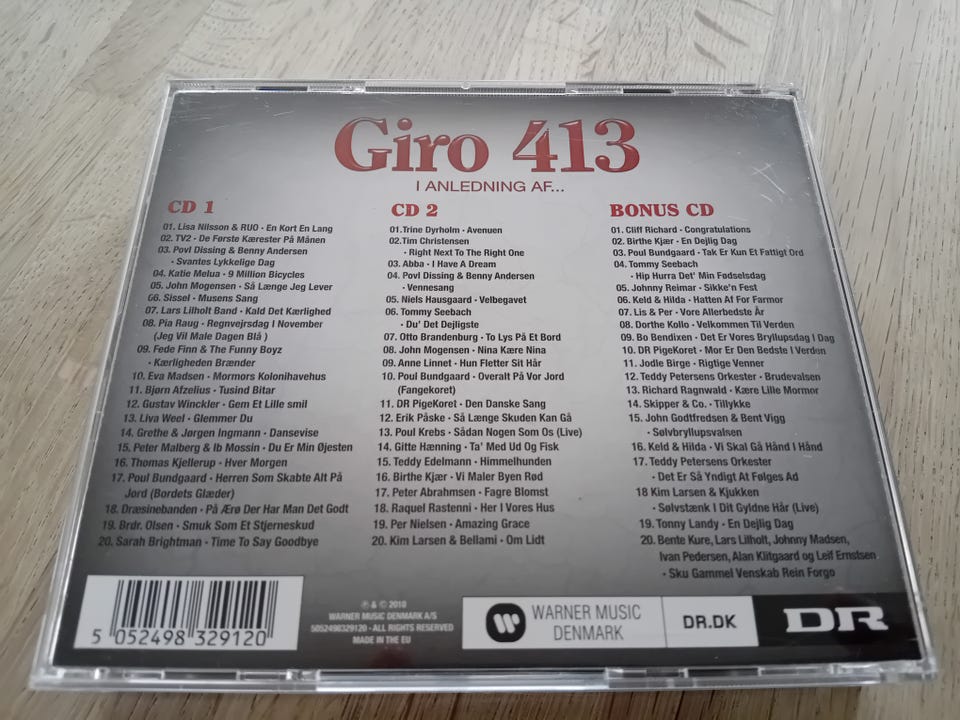 Giro 413
I ANLEDNING AF...
CD 1
01. Lisa Nilsson & RUO · En Kort En Lang
02. TV2 · De Første Kærester På Månen
03. Povl Dissing & Benny Andersen
· Svantes Lykkelige Dag
04. Katie Melua · 9 Million Bicycles
05. John Mogensen · Så Længe Jeg Lever
06. Sissel · Musens Sang
07. Lars Lilholt Band · Kald Det Kærlighed
08. Pia Raug · Regnvejrsdag I November
(Jeg Vil Male Dagen Blå )
09. Fede Finn & The Funny Boyz
· Kærligheden Brænder
10. Eva Madsen · Mormors Kolonihavehus
11. Bjørn Afzelius · Tusind Bitar
12. Gustav Winckler · Gem Et Lille smil
13. Liva Weel · Glemmer Du
14. Grethe & Jørgen Ingmann · Dansevise
15. Peter Malberg & Ib Mossin · Du Er Min Øjesten
16. Thomas Kjellerup · Hver Morgen
17. Poul Bundgaard · Herren Som Skabte Alt På
Jord (Bordets Glæder)
18. Dræsinebanden · På Ærø Der Har Man Det Godt
19. Brdr. Olsen · Smuk Som Et Stjerneskud
20. Sarah Brightman · Time To Say Goodbye
CD 2
01.Trine Dyrholm · Avenuen
02.Tim Christensen
· Right Next To The Right One
03. Abba · I Have A Dream
04. Povl Dissing & Benny Andersen
· Vennesang
05. Niels Hausgaard · Velbegavet
06. Tommy Seebach
· Du' Det Dejligste
07. Otto Brandenburg · To Lys På Et Bord
08. John Mogensen · Nina Kære Nina
09. Anne Linnet · Hun Fletter Sit Hår
10. Poul Bundgaard · Overalt På Vor Jord
(Fangekoret)
11. DR PigeKoret · Den Danske Sang
12. Erik Påske · Så Længe Skuden Kan Gå
13. Poul Krebs · Sådan Nogen Som Os (Live)
14. Gitte Hænning · Ta' Med Ud Og Fisk
15. Teddy Edelmann · Himmelhunden
16. Birthe Kjær · Vi Maler Byen Rød
17. Peter Abrahmsen · Fagre Blomst
18. Raquel Rastenni · Her I Vores Hus
19. Per Nielsen · Amazing Grace
20. Kim Larsen & Bellami · Om Lidt
BONUS CD
01. Cliff Richard · Congratulations
02. Birthe Kjær · En Dejlig Dag
03. Poul Bundgaard · Tak Er Kun Et Fattigt Ord
04. Tommy Seebach
· Hip Hurra Det' Min Fødselsdag
05. Johnny Reimar · Sikke'n Fest
06. Keld & Hilda · Hatten Af For Farmor
07. Lis & Per · Vore Allerbedste År
08. Dorthe Kollo · Velkommen Til Verden
09. Bo Bendixen · Det Er Vores Bryllupsdag I Dag
10. DR PigeKoret · Mor Er Den Bedste I Verden
11. Jodle Birge · Rigtige Venner
12. Teddy Petersens Orkester · Brudevalsen
13. Richard Ragnwald · Kære Lille Mormor
14. Skipper & Co. · Tillykke
15. John Godtfredsen & Bent Vigg
· Sølvbryllupsvalsen
16. Keld & Hilda · Vi Skal Gå Hånd I Hånd
17. Teddy Petersens Orkester
· Det Er Så Yndigt At Følges Ad
18 Kim Larsen & Kjukken
· Sølvstænk I Dit Gyldne Hår (Live)
19. Tonny Landy · En Dejlig Dag
20. Bente Kure, Lars Lilholt, Johnny Madsen,
Ivan Pedersen, Alan Klitgaard og Leif Ernstsen
· Sku Gammel Venskab Rein Forgo
5 052498 329120
℗ & © 2010
WARNER MUSIC DENMARK A/S
5052498329120 - ALL RIGHTS RESERVED
MADE IN THE EU
WARNER MUSIC
DENMARK
DR.DK
DR